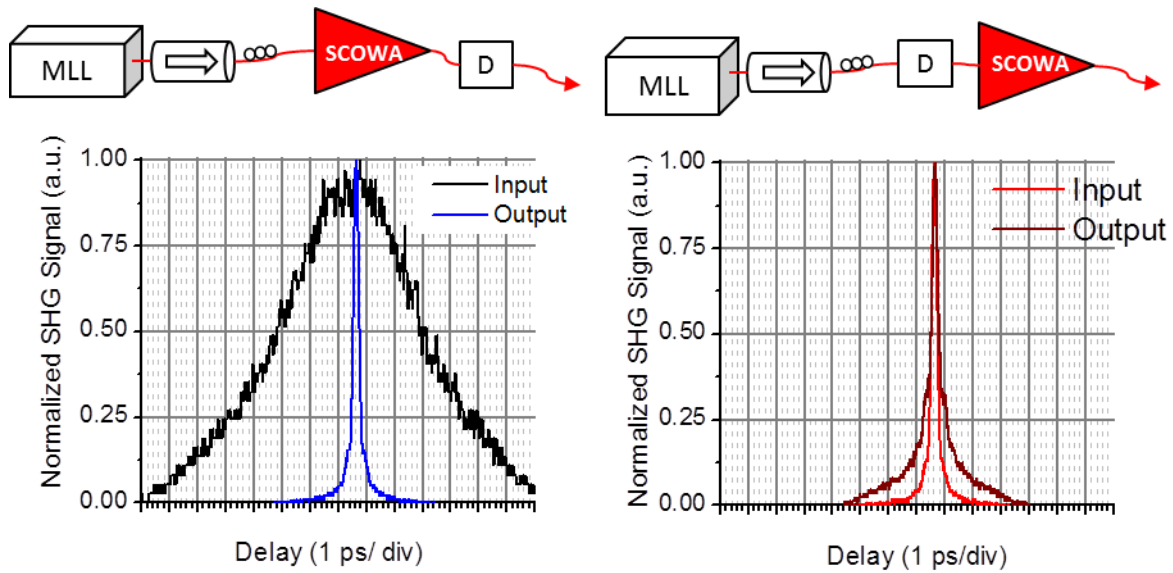 MLL
SCOWA
D
MLL
D
SCOWA
Normalized SHG Signal (a.u.)
1.00
0.75
0.50
0.25
0.00
Input
Output
Delay (1 ps/ div)
Normalized SHG Signal (a.u.)
1.00
0.75
0.50
0.25
0.00
Input
Output
Delay (1 ps/div)